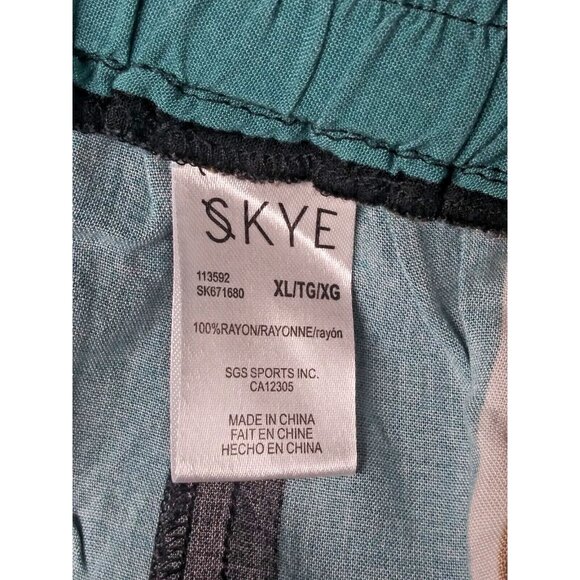 SKYE
113592
SK671680 XL/TG/XG
100%RAYON/RAYONNE/rayón
SGS SPORTS INC.
CA12305
MADE IN CHINA
FAIT EN CHINE
HECHO EN CHINA